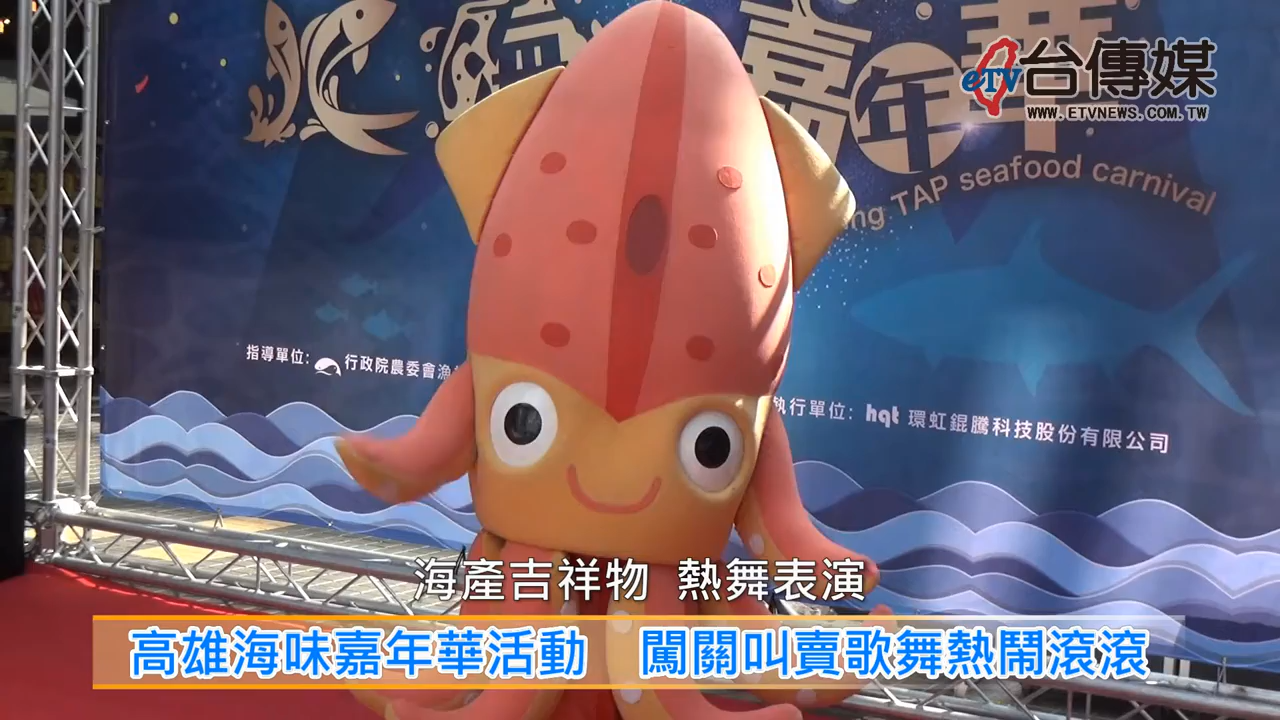 嘉年華
eTV台傳媒
WWW.ETVNEWS.COM.TW
TAP seafood carnival
指導單位: 行政院農委會漁
執行單位: hqt 環虹錕騰科技股份有限公司
海產吉祥物 熱舞表演
高雄海味嘉年華活動 闖關叫賣歌舞熱鬧滾滾